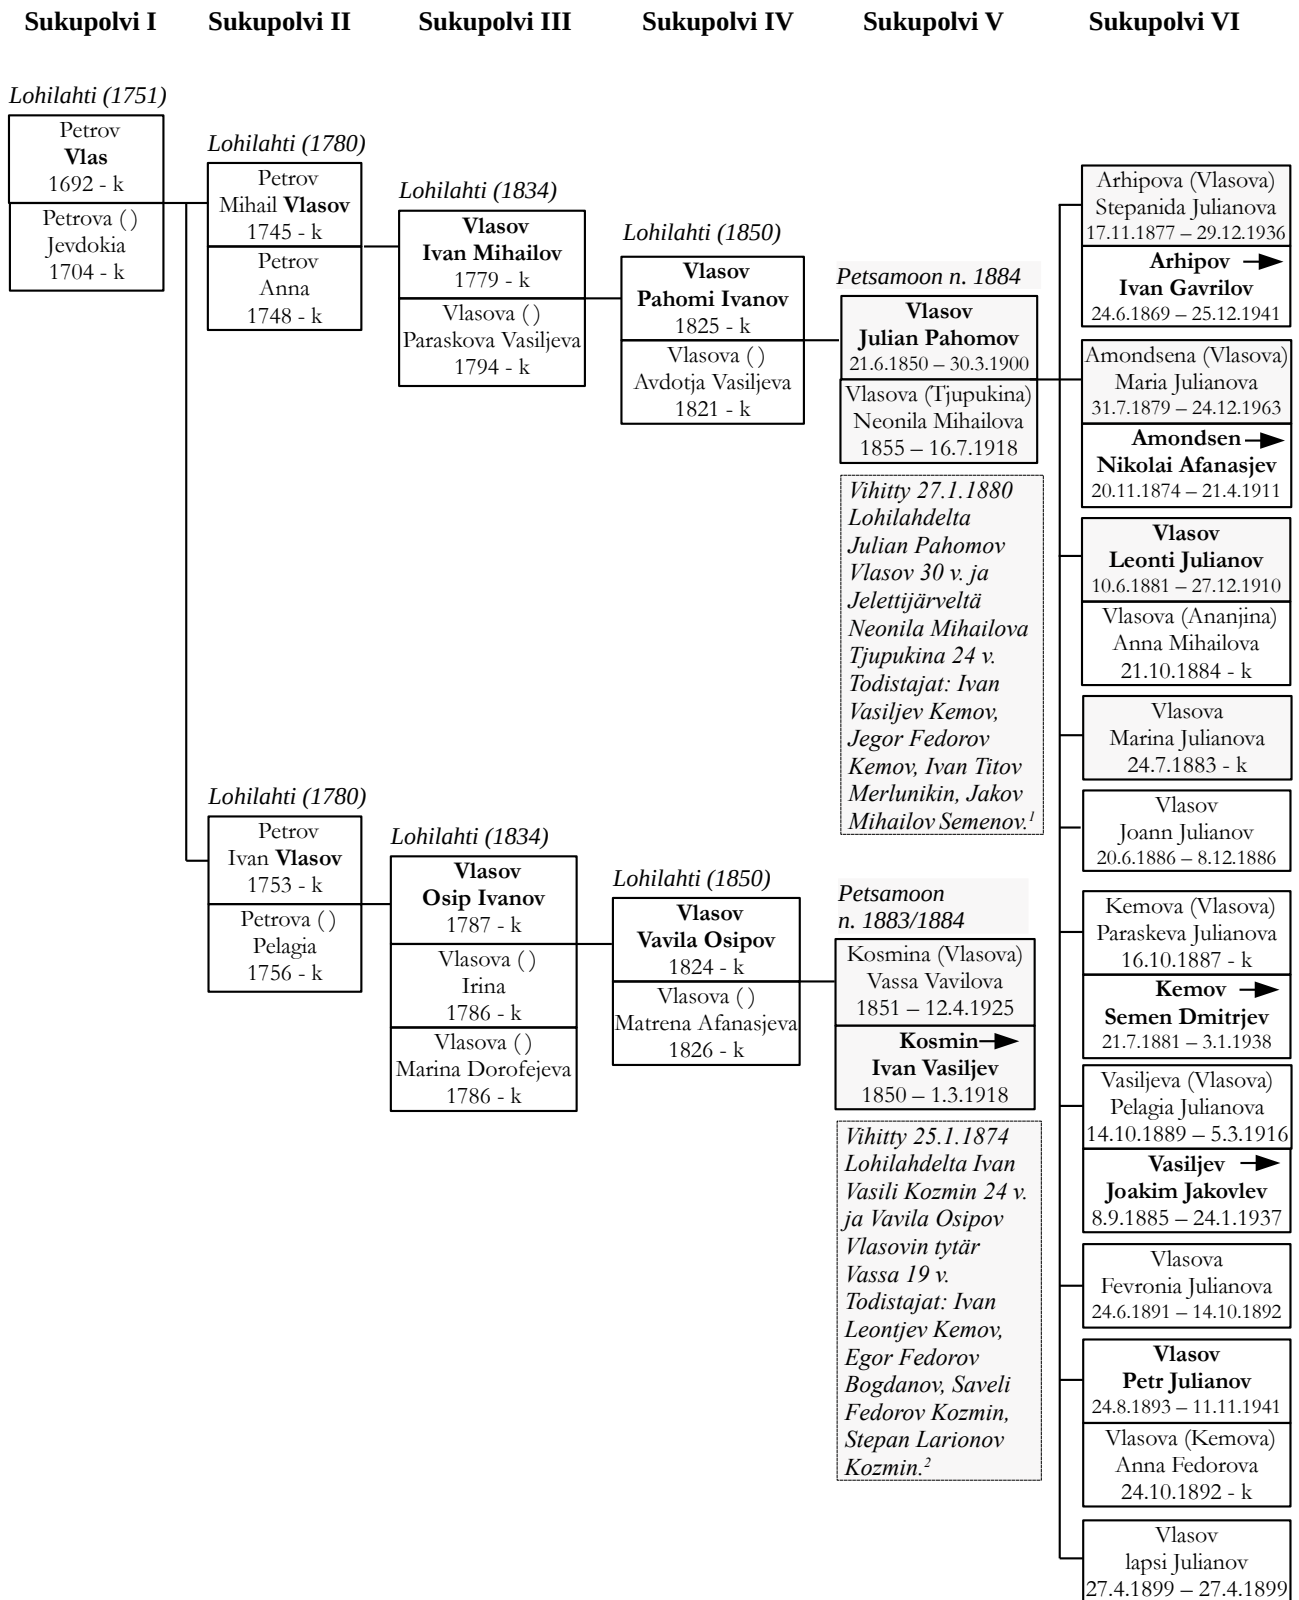 Sukupolvi I
Sukupolvi II
Sukupolvi III
Sukupolvi IV
Sukupolvi V
Sukupolvi VI
Lohilahti (1751)
Petrov
Vlas
1692 - k
Petrova ( )
Jevdokia
1704 - k
Lohilahti (1780)
Petrov
Mihail Vlasov
1745 - k
Petrov
Anna
1748 - k
Lohilahti (1834)
Vlasov
Ivan Mihailov
1779 - k
Vlasova ( )
Paraskova Vasiljeva
1794 - k
Lohilahti (1850)
Vlasov
Pahomi Ivanov
1825 - k
Vlasova ( )
Avdotja Vasiljeva
1821 - k
Petsamoon n. 1884
Vlasov
Julian Pahomov
21.6.1850 – 30.3.1900
Vlasova (Tjupukina)
Neonila Mihailova
1855 – 16.7.1918
Vihitty 27.1.1880
Lohilahdelta
Julian Pahomov
Vlasov 30 v. ja
Jelettijärveltä
Neonila Mihailova
Tjupukina 24 v.
Todistajat: Ivan
Vasiljev Kemov,
Jegor Fedorov
Kemov, Ivan Titov
Merlunikin, Jakov
Mihailov Semenov.1
Lohilahti (1780)
Petrov
Ivan Vlasov
1753 - k
Petrova ( )
Pelagia
1756 - k
Lohilahti (1834)
Vlasov
Osip Ivanov
1787 - k
Vlasova ( )
Irina
1786 - k
Vlasova ( )
Marina Dorofejeva
1786 - k
Lohilahti (1850)
Vlasov
Vavila Osipov
1824 - k
Vlasova ( )
Matrena Afanasjeva
1826 - k
Petsamoon
n. 1883/1884
Kosmina (Vlasova)
Vassa Vavilova
1851 – 12.4.1925
Kosmin
Ivan Vasiljev
1850 – 1.3.1918
Vihitty 25.1.1874
Lohilahdelta Ivan
Vasili Kozmin 24 v.
ja Vavila Osipov
Vlasovin tytär
Vassa 19 v.
Todistajat: Ivan
Leontjev Kemov,
Egor Fedorov
Bogdanov, Saveli
Fedorov Kozmin,
Stepan Larionov
Kozmin.2
Arhipova (Vlasova)
Stepanida Julianova
17.11.1877 – 29.12.1936
Arhipov
Ivan Gavrilov
24.6.1869 – 25.12.1941
Amondsena (Vlasova)
Maria Julianova
31.7.1879 – 24.12.1963
Amondsen
Nikolai Afanasjev
20.11.1874 – 21.4.1911
Vlasov
Leonti Julianov
10.6.1881 – 27.12.1910
Vlasova (Ananjina)
Anna Mihailova
21.10.1884 - k
Vlasova
Marina Julianova
24.7.1883 - k
Vlasov
Joann Julianov
20.6.1886 – 8.12.1886
Kemova (Vlasova)
Paraskeva Julianova
16.10.1887 - k
Kemov
Semen Dmitrjev
21.7.1881 – 3.1.1938
Vasiljeva (Vlasova)
Pelagia Julianova
14.10.1889 – 5.3.1916
Vasiljev
Joakim Jakovlev
8.9.1885 – 24.1.1937
Vlasova
Fevronia Julianova
24.6.1891 – 14.10.1892
Vlasov
Petr Julianov
24.8.1893 – 11.11.1941
Vlasova (Kemova)
Anna Fedorova
24.10.1892 - k
Vlasov
lapsi Julianov
27.4.1899 – 27.4.1899